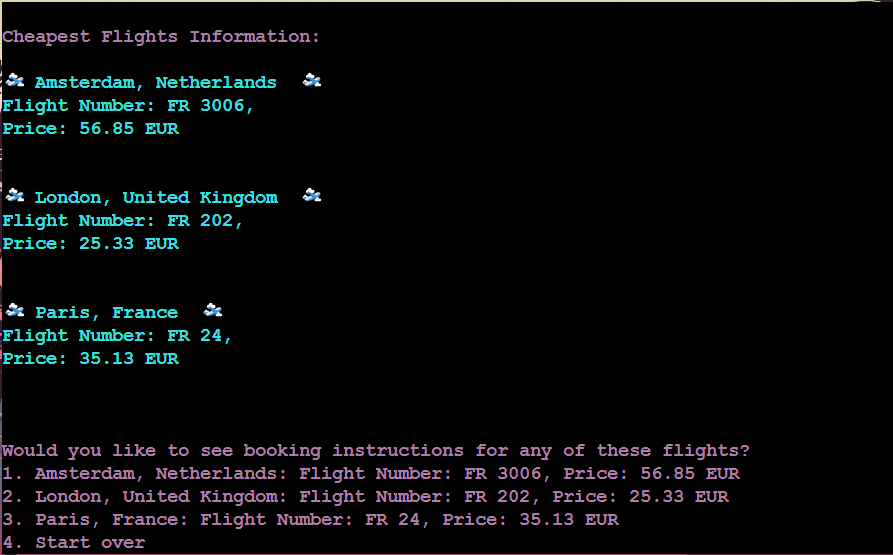 Cheapest Flights Information:
Amsterdam, Netherlands
Flight Number: FR 3006,
Price: 56.85 EUR
London, United Kingdom
Flight Number: FR 202,
Price: 25.33 EUR
Paris, France
Flight Number: FR 24,
Price: 35.13 EUR
Would you like to see booking instructions for any of these flights?
1. Amsterdam, Netherlands: Flight Number: FR 3006, Price: 56.85 EUR
2. London, United Kingdom: Flight Number: FR 202, Price: 25.33 EUR
3. Paris, France: Flight Number: FR 24, Price: 35.13 EUR
4. Start over